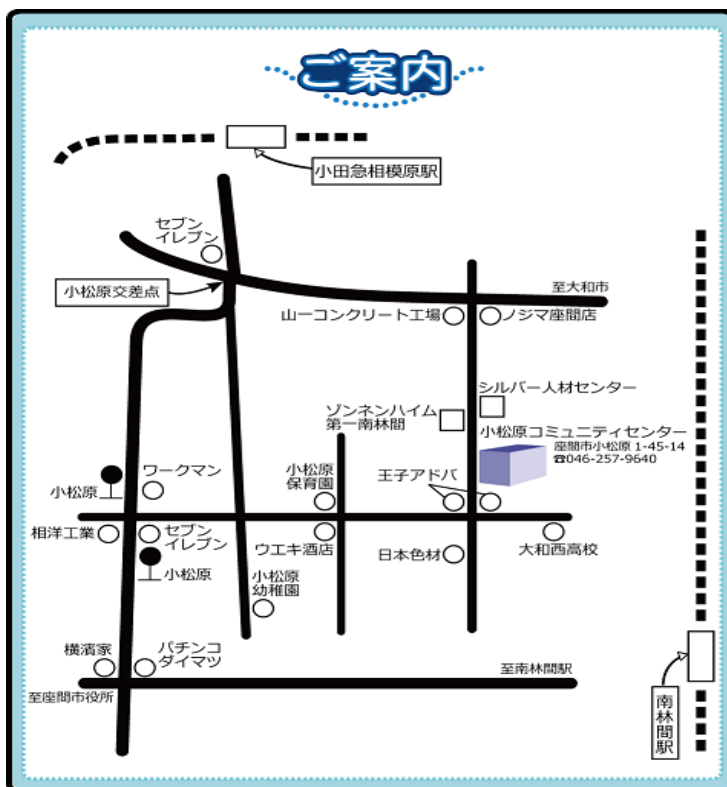 ご案内
小田急相模原駅
セブン
イレブン
小松原交差点
至大和市
山一コンクリート工場
ノジマ座間店
シルバー人材センター
ゾンネンハイム
第一南林間
小松原コミュニティセンター
座間市小松原 1-45-14
☎046-257-9640
ワークマン
小松原
小松原
保育園
王子アドバ
相洋工業
セブン
イレブン
ウエキ酒店
日本色材
大和西高校
小松原
小松原
幼稚園
横濱家
パチンコ
ダイマツ
至南林間駅
至座間市役所
南林間駅